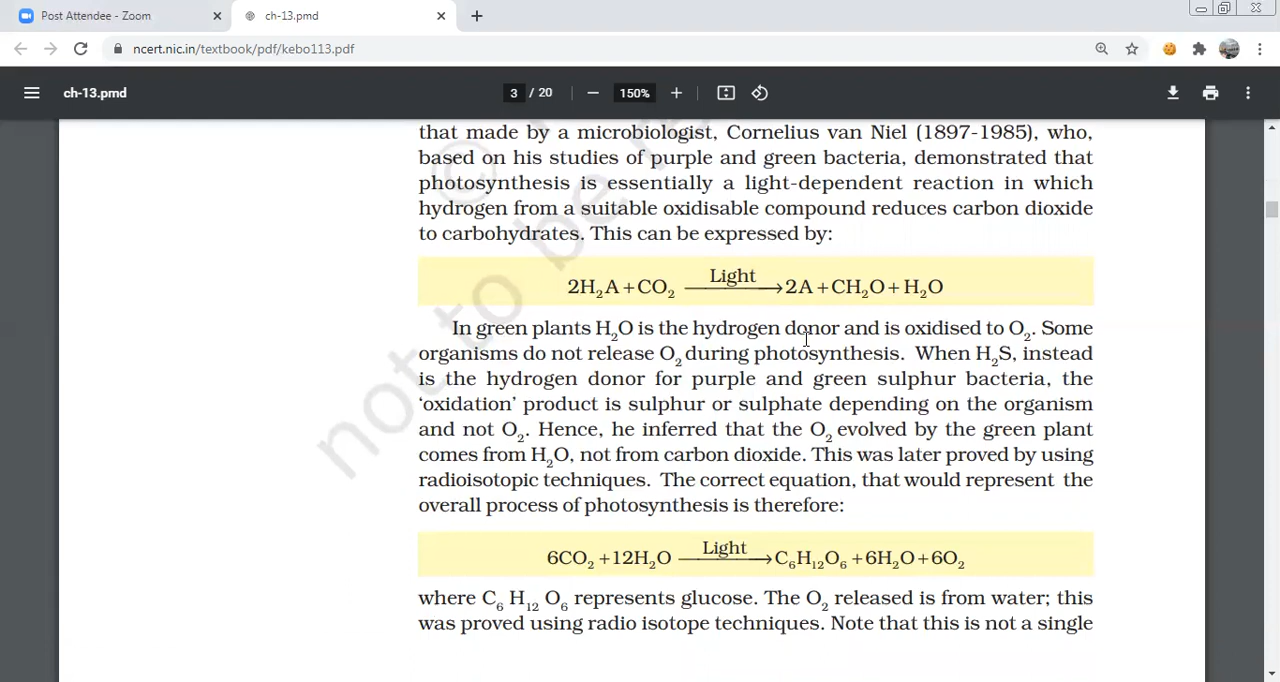 Post Attendee - Zoom
ch-13.pmd
ncert.nic.in/textbook/pdf/kebo113.pdf
ch-13.pmd
3 / 20
150%
that made by a microbiologist, Cornelius van Niel (1897-1985), who,
based on his studies of purple and green bacteria, demonstrated that
photosynthesis is essentially a light-dependent reaction in which
hydrogen from a suitable oxidisable compound reduces carbon dioxide
to carbohydrates. This can be expressed by:
2H₂A + CO₂ —Light→ 2A + CH₂O + H₂O
In green plants H₂O is the hydrogen donor and is oxidised to O₂. Some
organisms do not release O₂ during photosynthesis. When H₂S, instead
is the hydrogen donor for purple and green sulphur bacteria, the
‘oxidation’ product is sulphur or sulphate depending on the organism
and not O₂. Hence, he inferred that the O₂ evolved by the green plant
comes from H₂O, not from carbon dioxide. This was later proved by using
radioisotopic techniques. The correct equation, that would represent the
overall process of photosynthesis is therefore:
6CO₂ + 12H₂O —Light→ C₆H₁₂O₆ + 6H₂O + 6O₂
where C₆ H₁₂ O₆ represents glucose. The O₂ released is from water; this
was proved using radio isotope techniques. Note that this is not a single
©
not to be